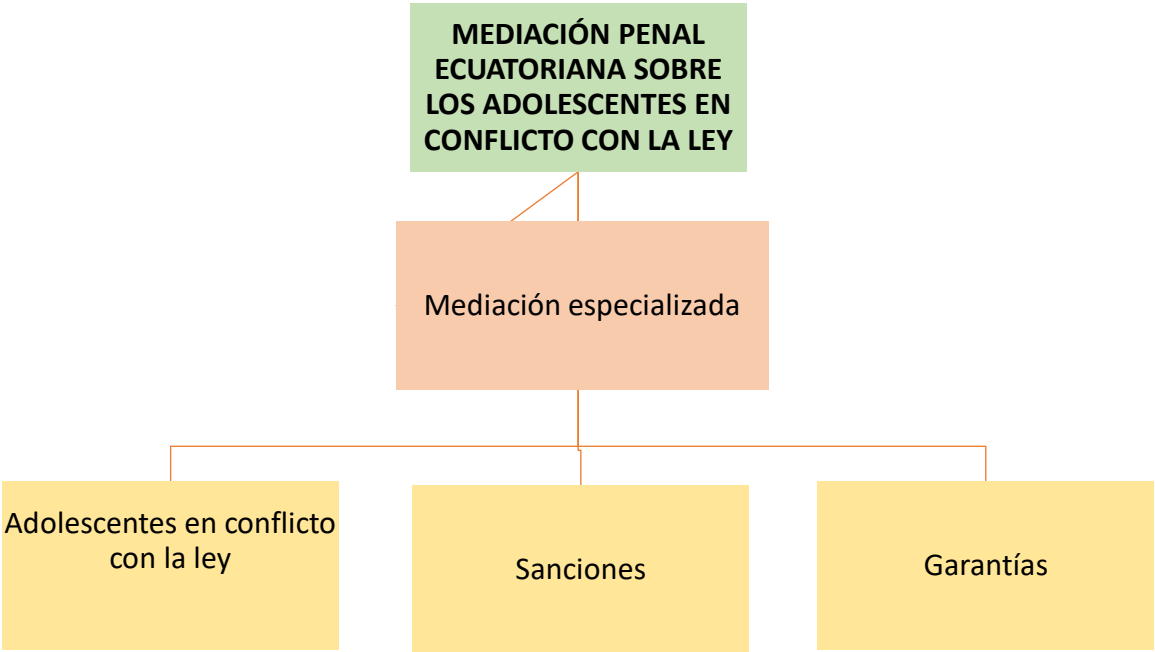 MEDIACIÓN PENAL
ECUATORIANA SOBRE
LOS ADOLESCENTES EN
CONFLICTO CON LA LEY
Mediación especializada
Adolescentes en conflicto
con la ley
Sanciones
Garantías